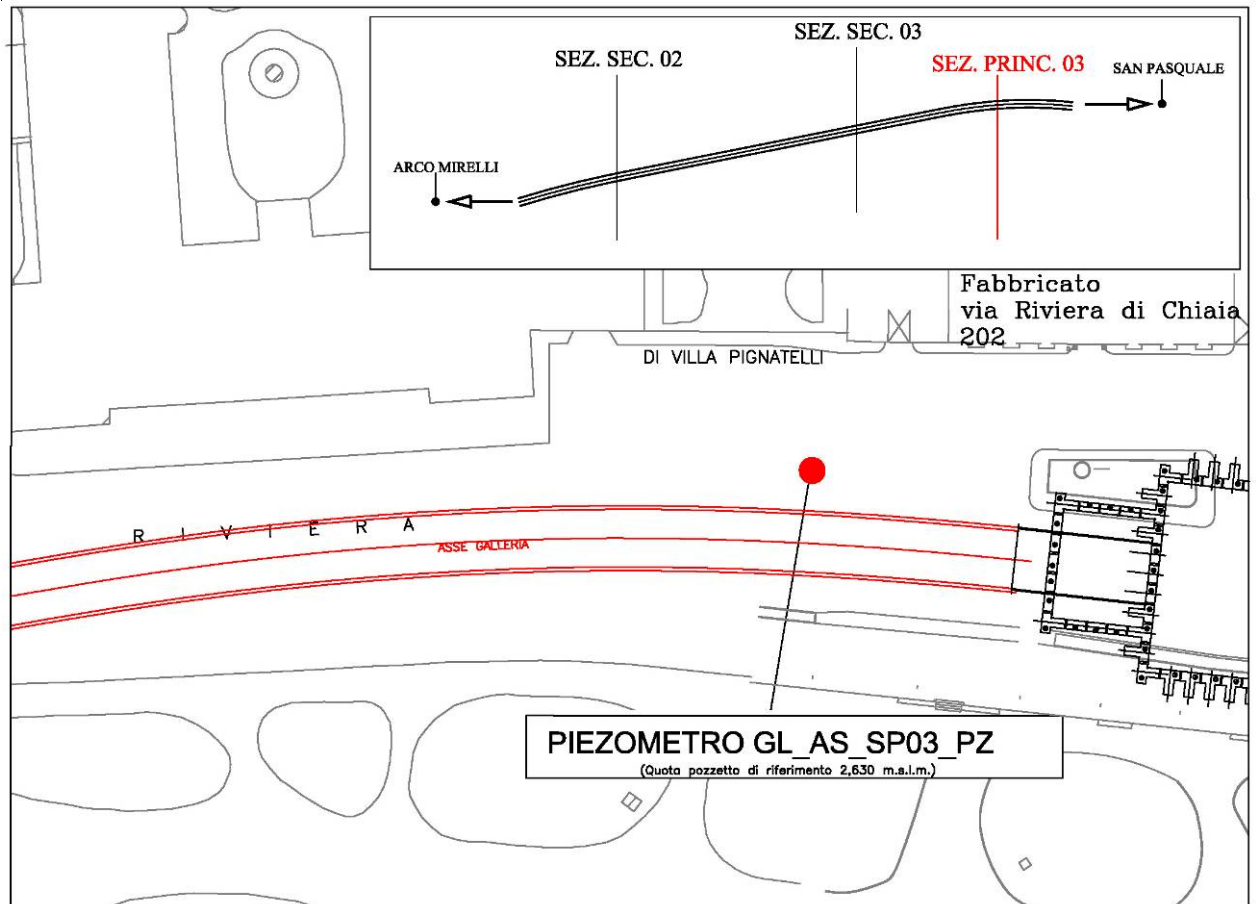 SEZ. SEC. 02
SEZ. SEC. 03
SEZ. PRINC. 03
SAN PASQUALE
ARCO MIRELLI
Fabbricato
via Riviera di Chiaia
202
DI VILLA PIGNATELLI
RIVIERA
ASSE GALLERIA
PIEZOMETRO GL_AS_SP03_PZ
(Quota pozzetto di riferimento 2,630 m.s.l.m.)